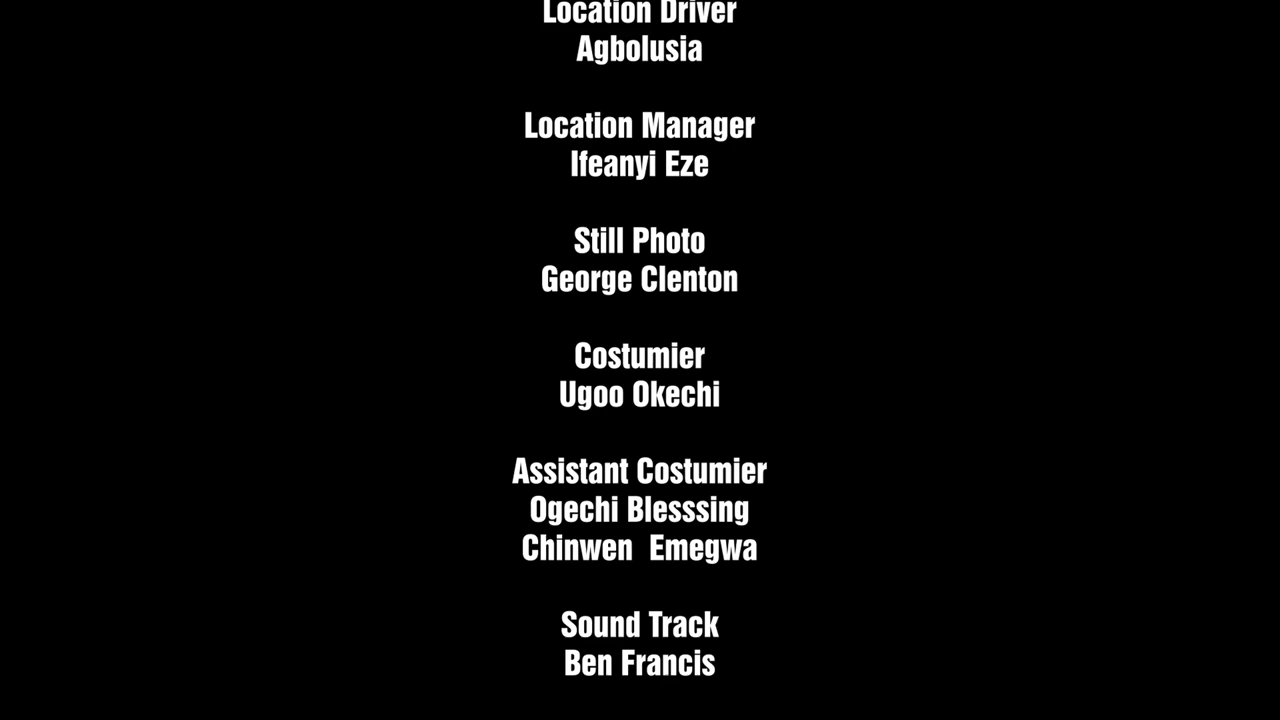 Location Driver
Agbolusia
Location Manager
Ifeanyi Eze
Still Photo
George Clenton
Costumier
Ugoo Okechi
Assistant Costumier
Ogechi Blesssing
Chinwen  Emegwa
Sound Track
Ben Francis